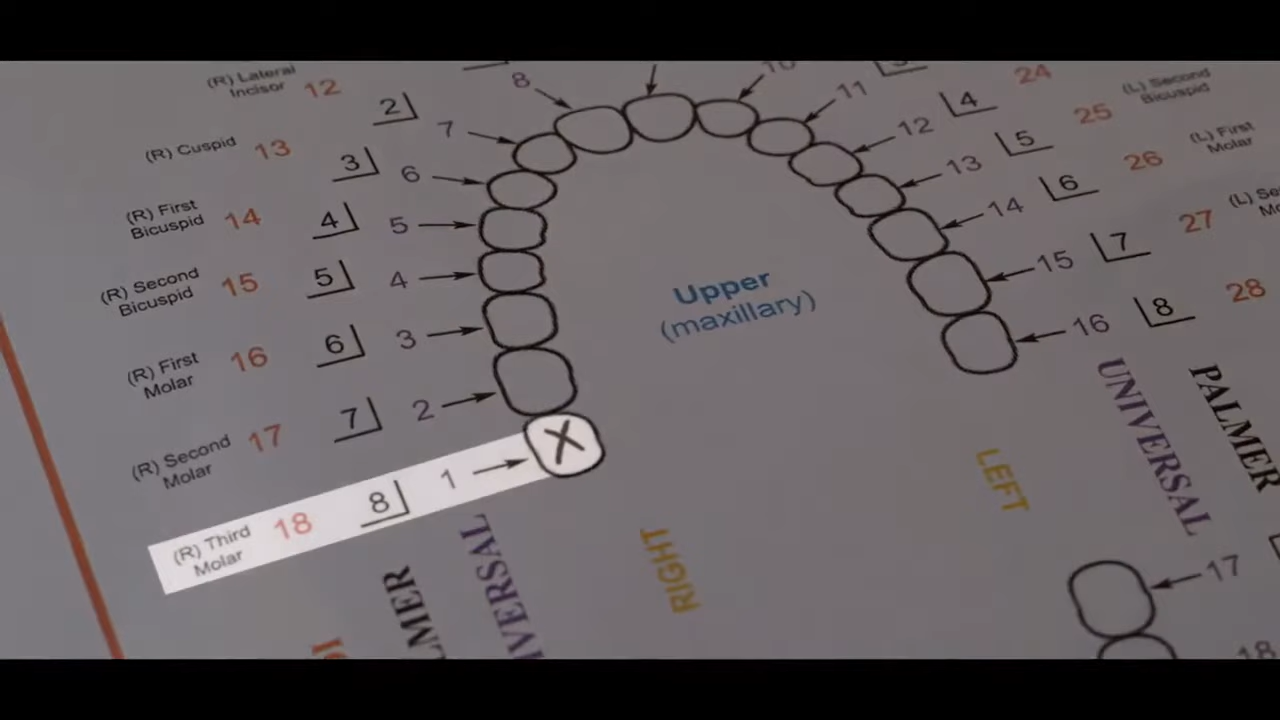 (R) Lateral
Incisor 12 2 8
(R) Cuspid 13 3 7
(R) First
Bicuspid 14 4 6
(R) Second
Bicuspid 15 5 5
4
(R) First
Molar 16 6 3
(R) Second
Molar 17 7 2
(R) Third
Molar 18 8 1
X
Upper
(maxillary)
10
11 24
12 4 25 (L) Second
Bicuspid
13 5 26 (L) First
Molar
14 6 27
15 7 28
16 8
UNIVERSAL
PALMER
LEFT
RIGHT
17
18